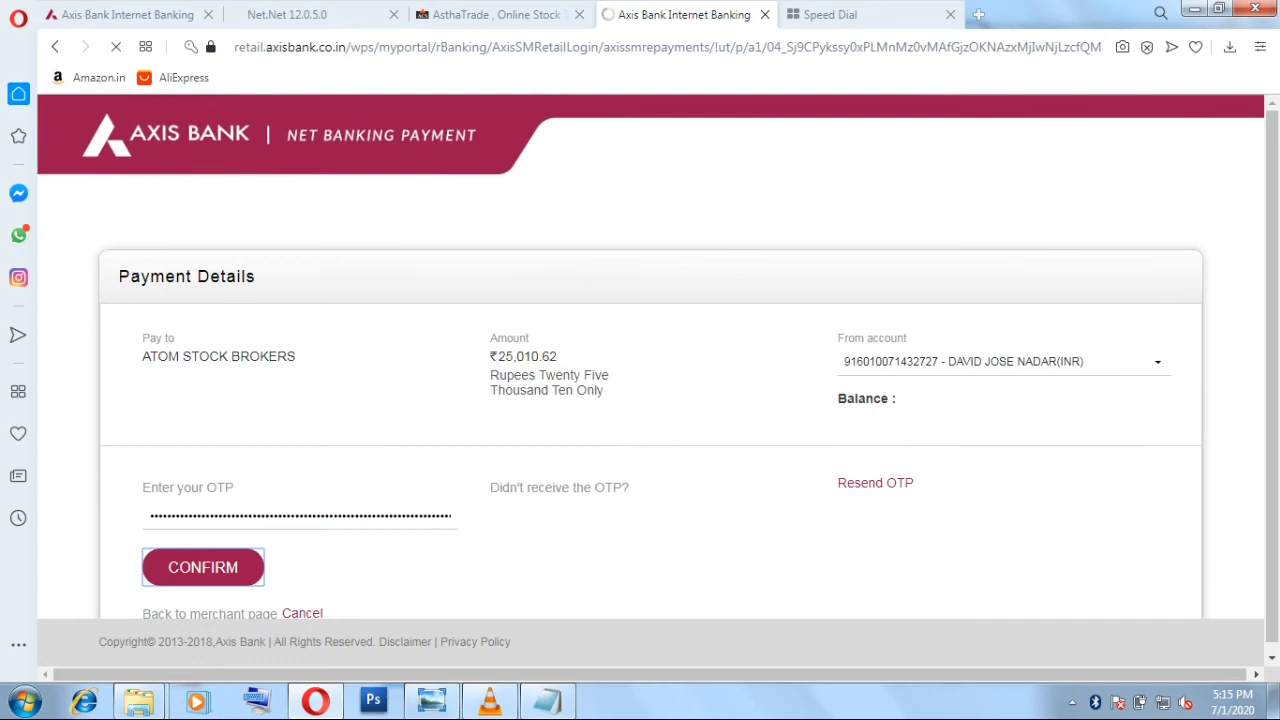 Axis Bank Internet Banking
Net.Net 12.0.5.0
AsthaTrade , Online Stock T
Axis Bank Internet Banking
Speed Dial
retail.axisbank.co.in/wps/myportal/rBanking/AxisSMRetailLogin/axissmrepayments/!ut/p/a1/04_Sj9CPykssy0xPLMnMz0vMAfGjzOKNAzxMjIwNjLzcfQM
a Amazon.in
AliExpress
AXIS BANK | NET BANKING PAYMENT
Payment Details
Pay to
ATOM STOCK BROKERS
Amount
₹25,010.62
Rupees Twenty Five
Thousand Ten Only
From account
916010071432727 - DAVID JOSE NADAR(INR)
Balance :
Enter your OTP
Didn't receive the OTP?
Resend OTP
CONFIRM
Back to merchant page Cancel
Copyright© 2013-2018,Axis Bank | All Rights Reserved. Disclaimer | Privacy Policy
Ps
5:15 PM
7/1/2020